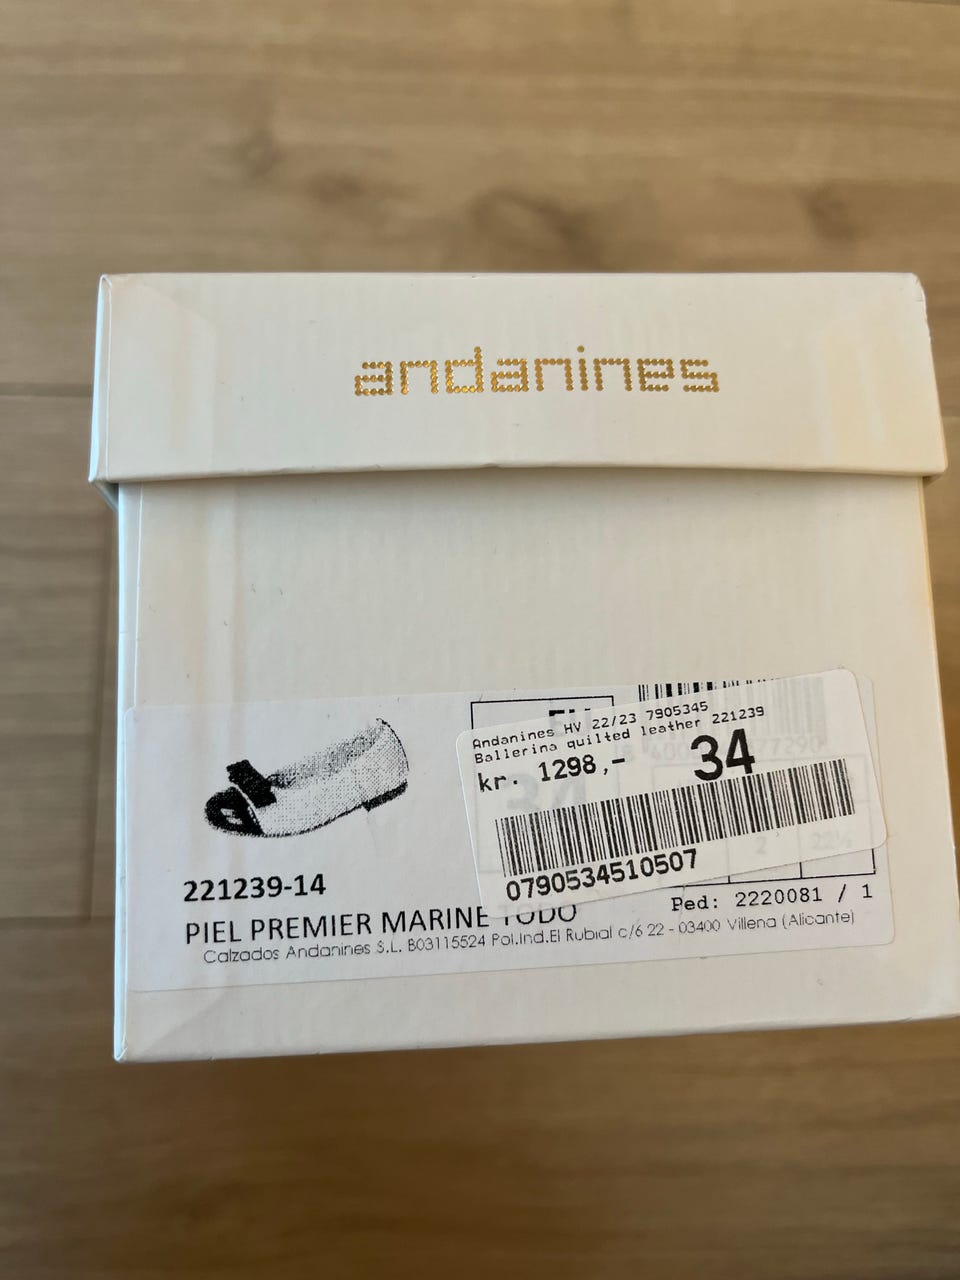 andanines
Andanines HV 22/23 7905345
Ballerina quilted leather 221239
kr. 1298,- 34
0790534510507
221239-14
PIEL PREMIER MARINE TODO
Ped: 2220081 / 1
Calzados Andanines S.L. B03115524 Pol.Ind.El Rubial c/6 22 - 03400 Villena (Alicante)